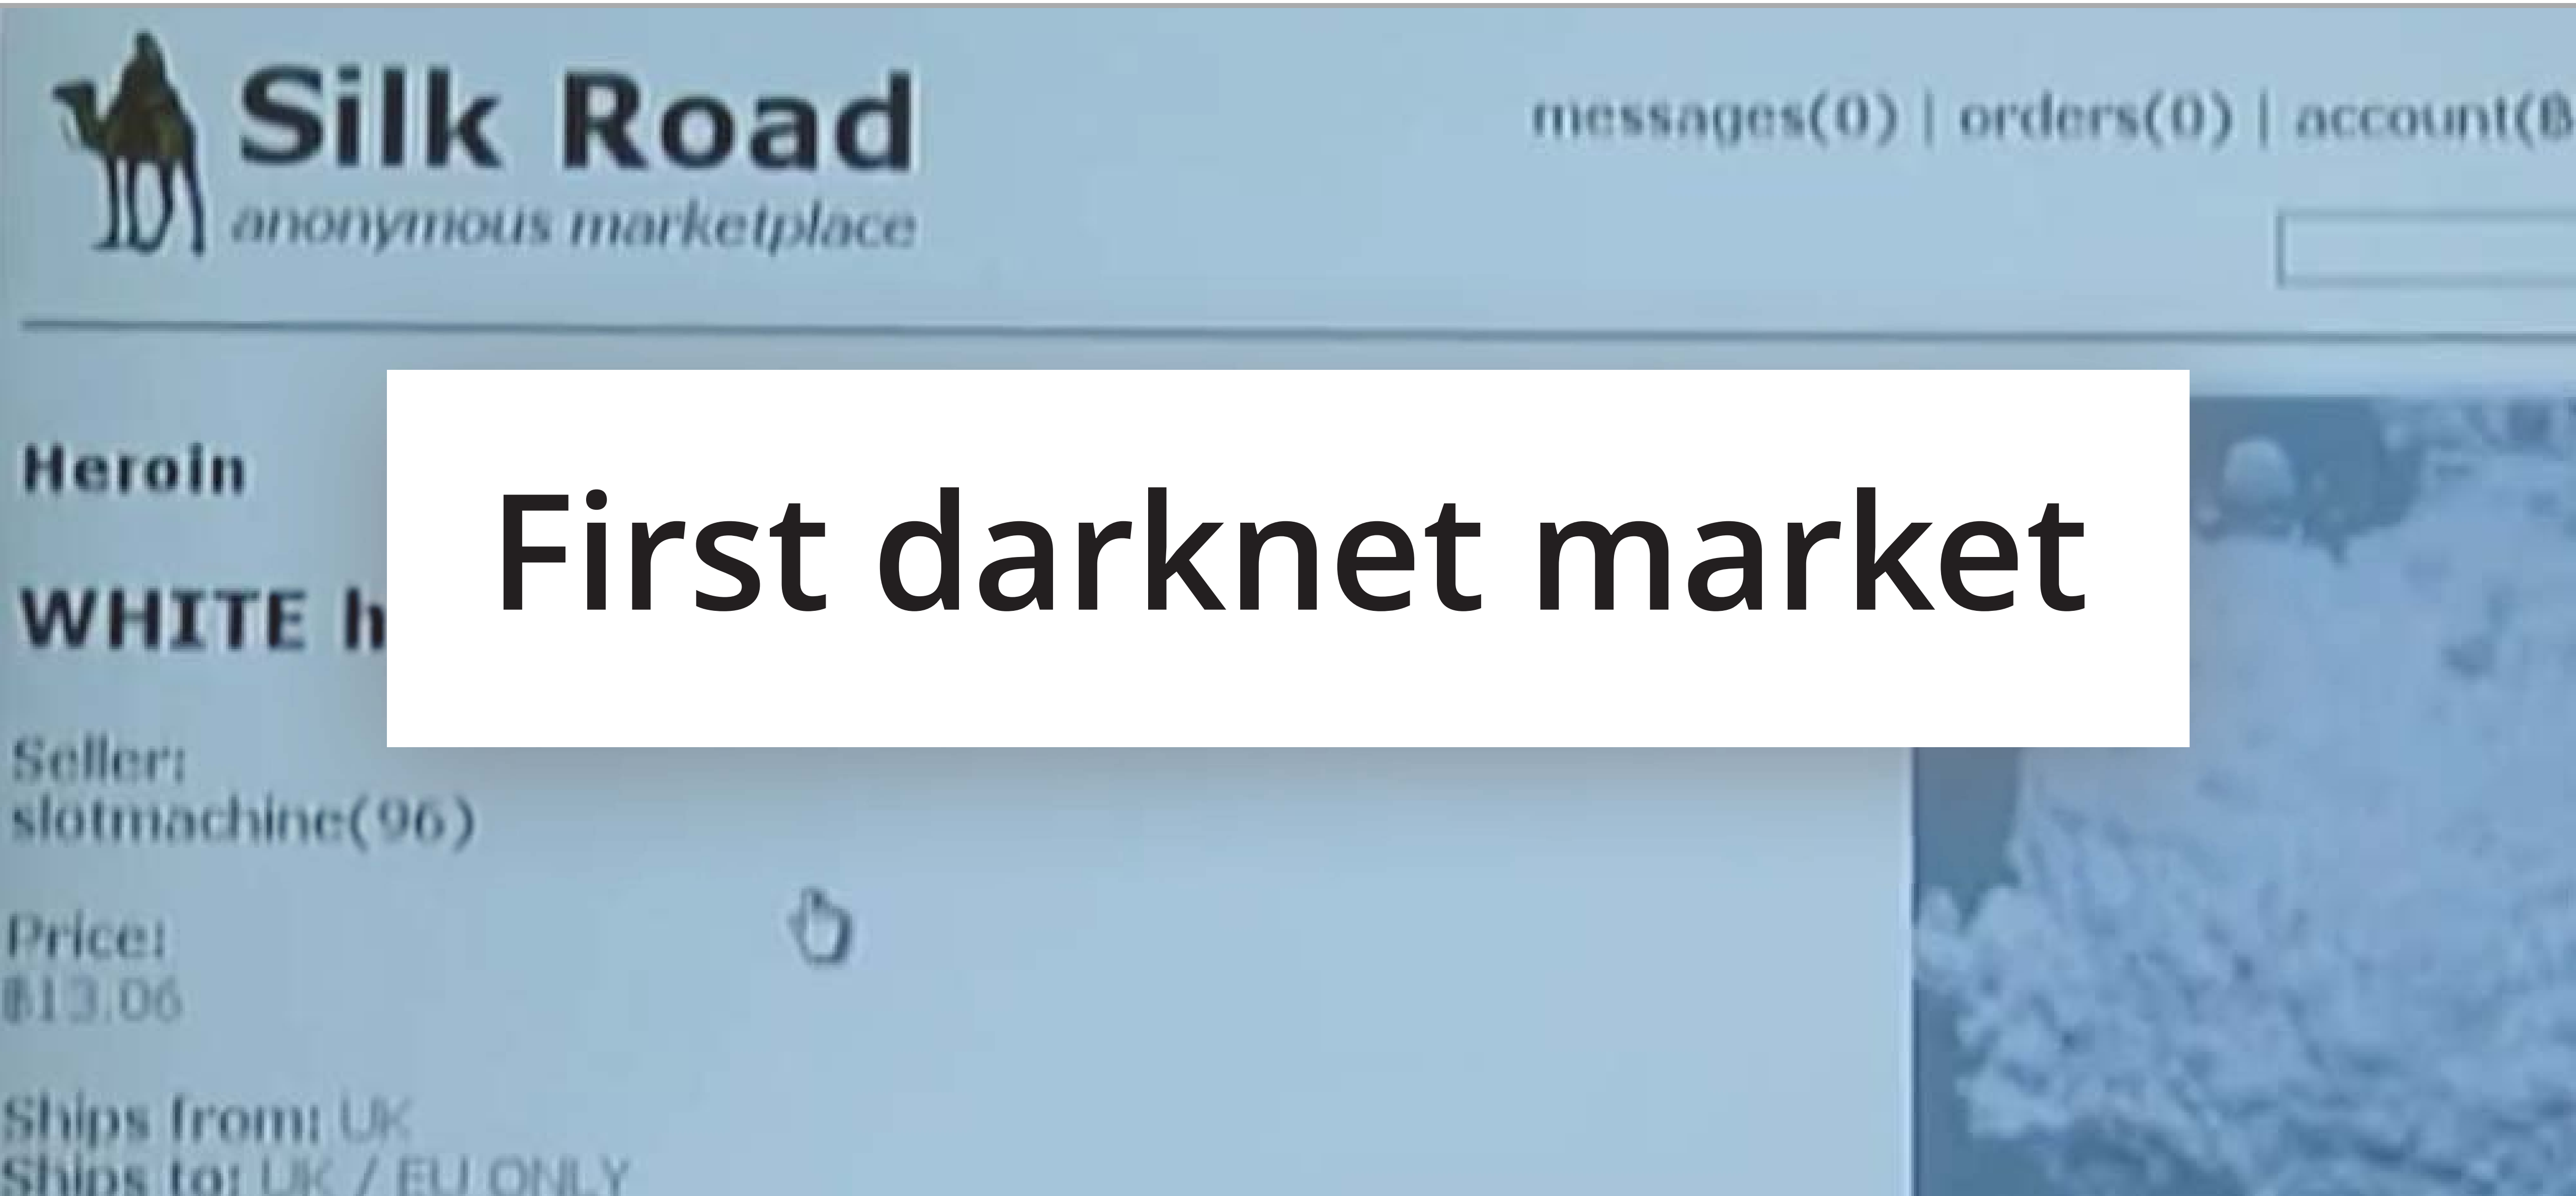 Silk Road
anonymous marketplace
messages(0) | orders(0) | account(฿
Heroin
First darknet market
WHITE h
Seller:
slotmachine(96)
Price:
฿13.06
Ships from: UK
Ships to: UK / EU ONLY